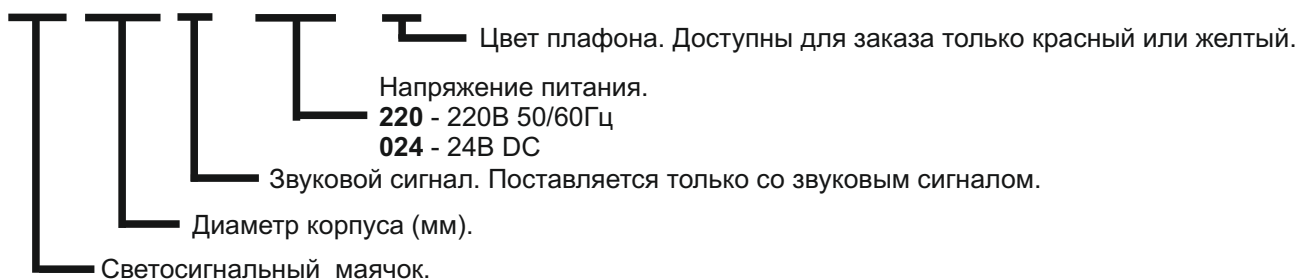 Цвет плафона. Доступны для заказа только красный или желтый.
Напряжение питания.
220 - 220В 50/60Гц
024 - 24В DC
Звуковой сигнал. Поставляется только со звуковым сигналом.
Диаметр корпуса (мм).
Светосигнальный маячок.